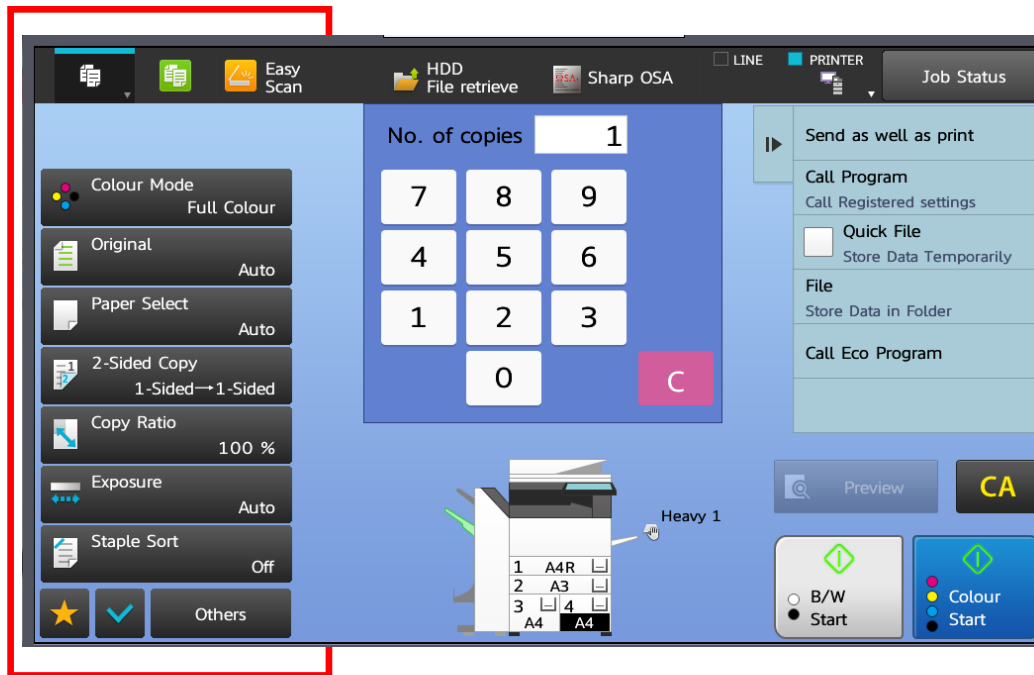 Easy
Scan
HDD
File retrieve
OSA
Sharp OSA
LINE
PRINTER
Job Status
No. of copies 1
7 8 9
4 5 6
1 2 3
0 C
Colour Mode
Full Colour
Original
Auto
Paper Select
Auto
1
2
2-Sided Copy
1-Sided→1-Sided
Copy Ratio
100 %
Exposure
Auto
Staple Sort
Off
Others
Send as well as print
Call Program
Call Registered settings
Quick File
Store Data Temporarily
File
Store Data in Folder
Call Eco Program
Heavy 1
1 A4R
2 A3
3 4
A4 A4
Preview
CA
B/W
Start
Colour
Start